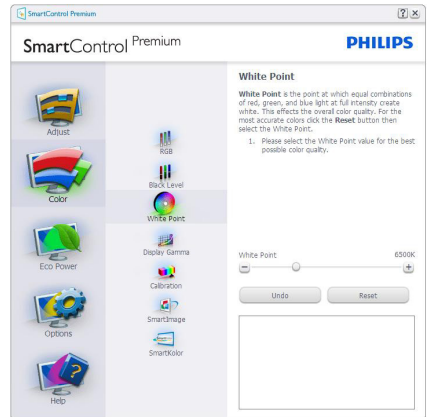 SmartControl Premium
SmartControl Premium
PHILIPS
Adjust
Color
Eco Power
Options
Help
RGB
Black Level
White Point
Display Gamma
Calibration
SmartImage
SmartKolor
White Point
White Point is the point at which equal combinations
of red, green, and blue light at full intensity create
white. This effects the overall color quality. For the
most accurate colors click the Reset button then
select the White Point.
1. Please select the White Point value for the best
possible color quality.
White Point 6500K
Undo Reset